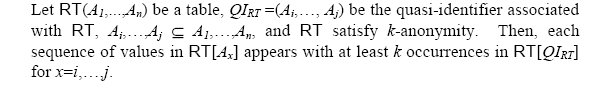 Let RT(A1,...,An) be a table, QIRT =(Ai,…, Aj) be the quasi-identifier associated
with RT, Ai,…,Aj ⊆ A1,…,An, and RT satisfy k-anonymity. Then, each
sequence of values in RT[Ax] appears with at least k occurrences in RT[QIRT]
for x=i,…,j.